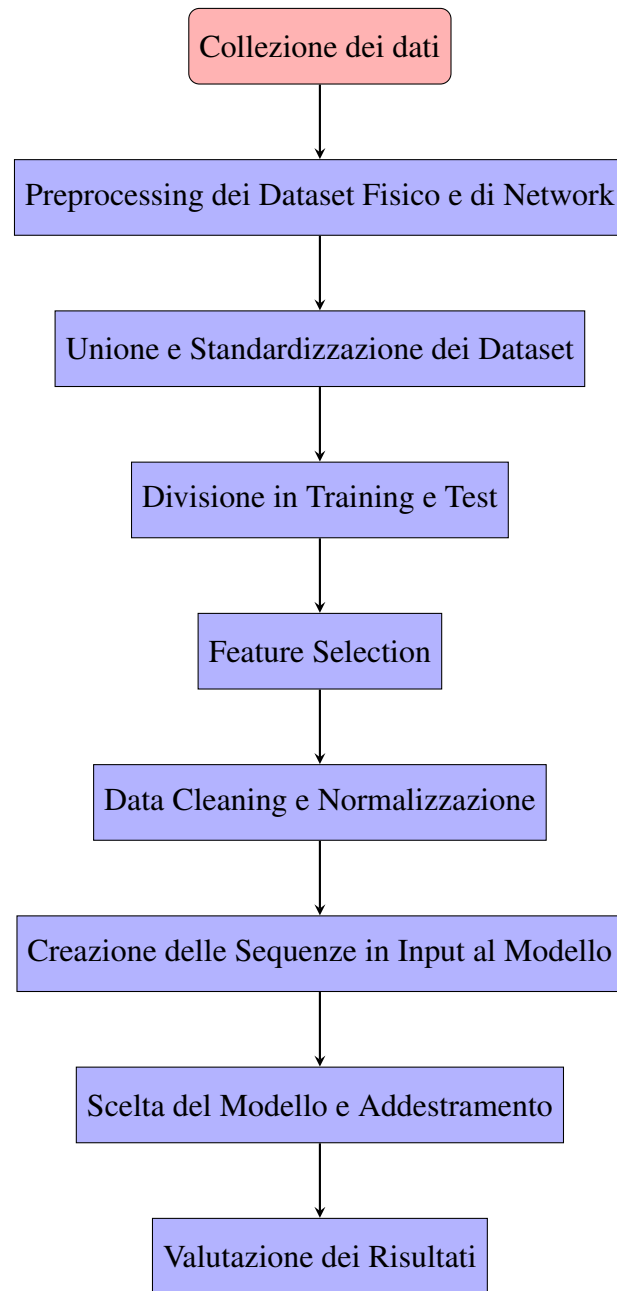 Collezione dei dati
Preprocessing dei Dataset Fisico e di Network
Unione e Standardizzazione dei Dataset
Divisione in Training e Test
Feature Selection
Data Cleaning e Normalizzazione
Creazione delle Sequenze in Input al Modello
Scelta del Modello e Addestramento
Valutazione dei Risultati